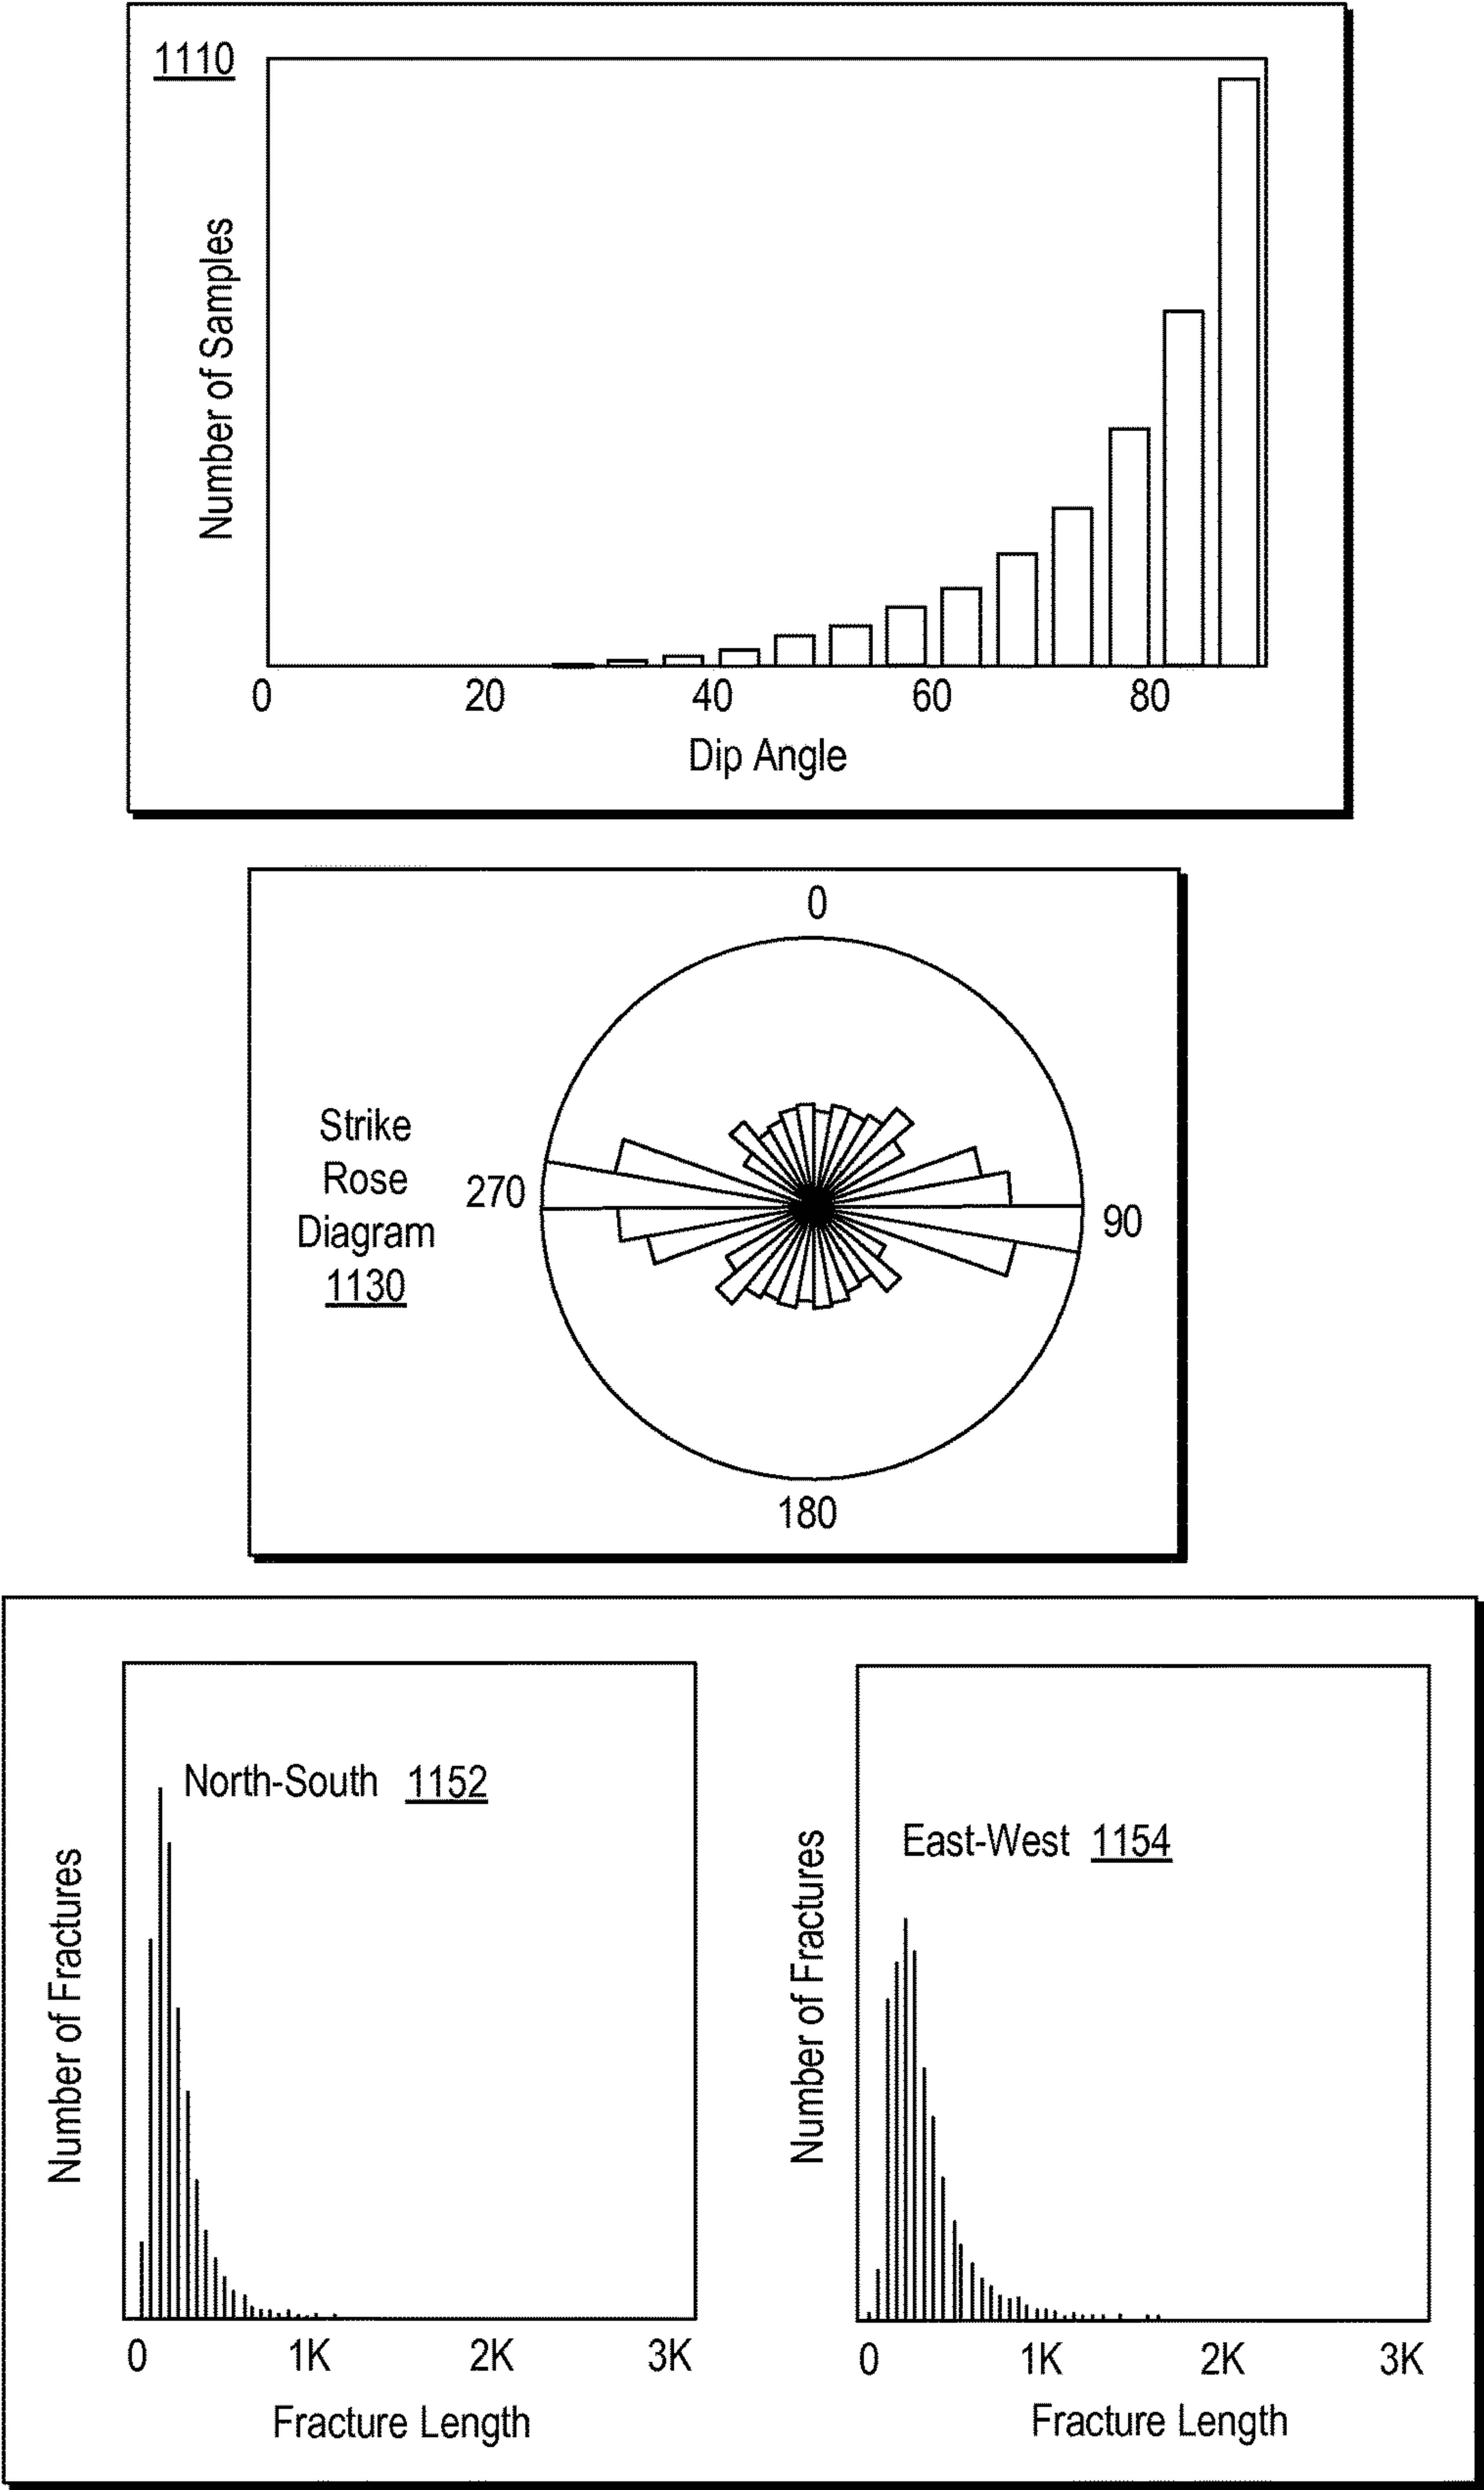 1110
Number of Samples
0 20 40 60 80
Dip Angle
0
Strike
Rose
Diagram
1130
270
90
180
North-South 1152
Number of Fractures
0 1K 2K 3K
Fracture Length
East-West 1154
Number of Fractures
0 1K 2K 3K
Fracture Length